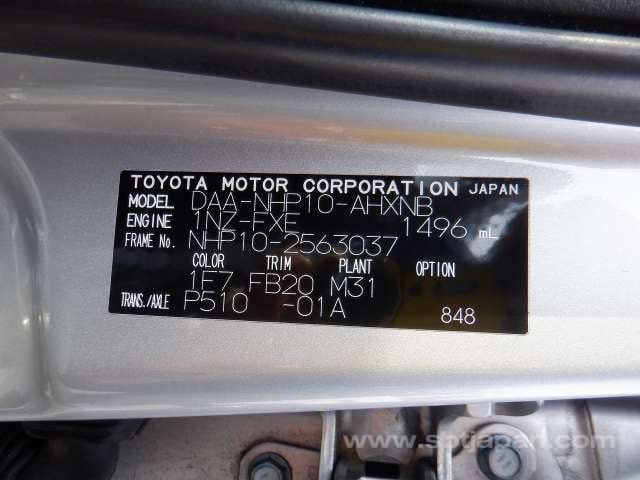 TOYOTA MOTOR CORPORATION JAPAN
MODEL DAA-NHP10-AHXNB
ENGINE 1NZ-FXE 1496 mL
FRAME No. NHP10-2563037
COLOR TRIM PLANT OPTION
1F7 FB20 M31
TRANS./AXLE P510 -01A
848
www.sbtjapan.com